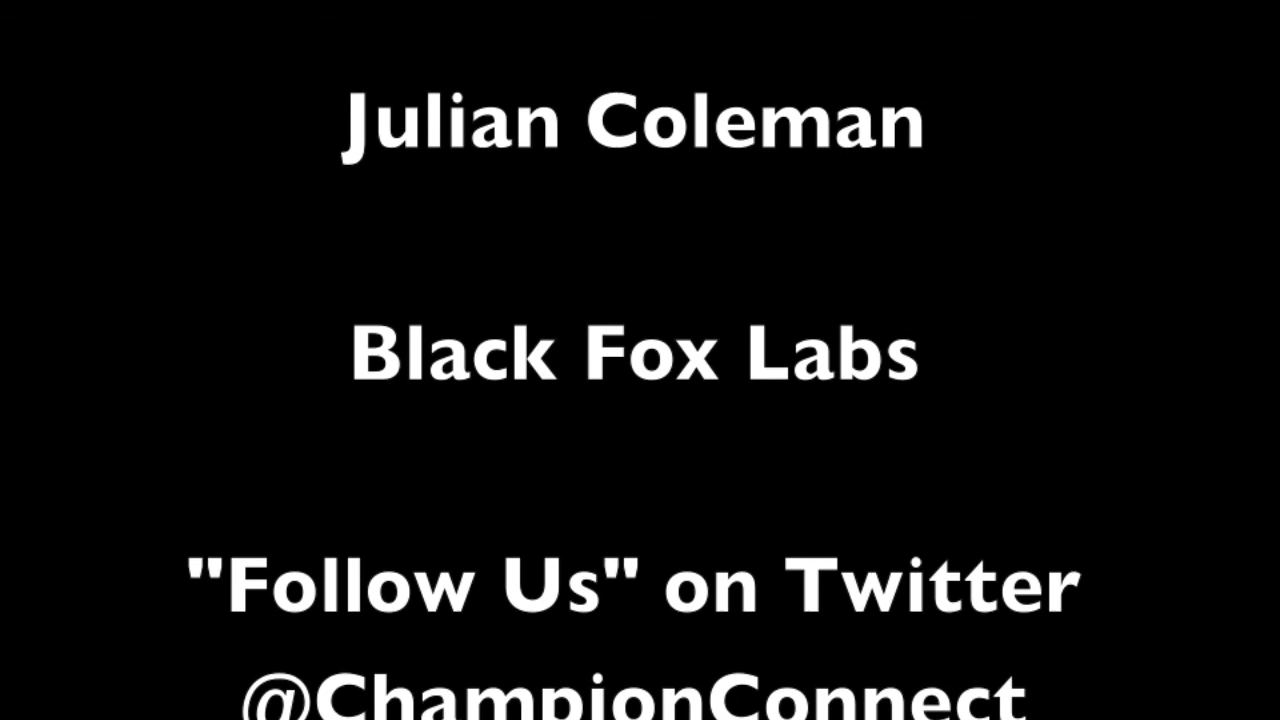 Julian Coleman
Black Fox Labs
"Follow Us" on Twitter
@ChampionConnect